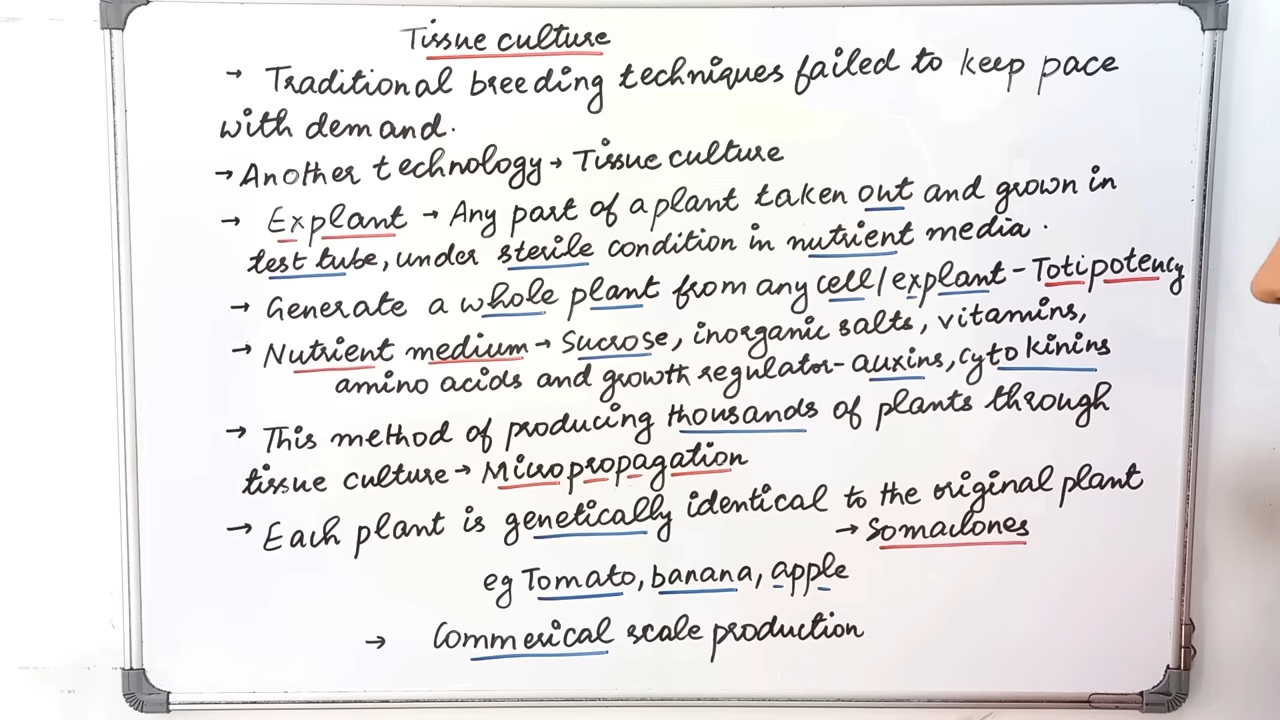 Tissue culture
→ Traditional breeding techniques failed to keep pace
with demand.
→ Another technology → Tissue culture
→ Explant → Any part of a plant taken out and grown in
test tube, under sterile condition in nutrient media.
→ Generate a whole plant from any cell/explant - Totipotency
→ Nutrient medium → Sucrose, inorganic salts, vitamins,
amino acids and growth regulator - auxins, cytokinins
→ This method of producing thousands of plants through
tissue culture → Micropropagation
→ Each plant is genetically identical to the original plant
→ Somaclones
eg Tomato, banana, apple
→ Commerical scale production